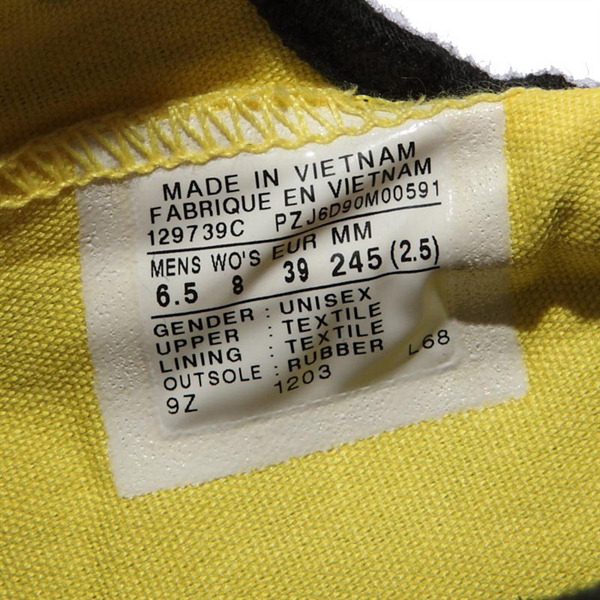 MADE IN VIETNAM
FABRIQUE EN VIETNAM
129739C PZJ6D90M00591
MENS WO'S EUR MM
6.5 8 39 245 (2.5)
GENDER : UNISEX
UPPER : TEXTILE
LINING : TEXTILE
OUTSOLE : RUBBER L68
9Z 1203